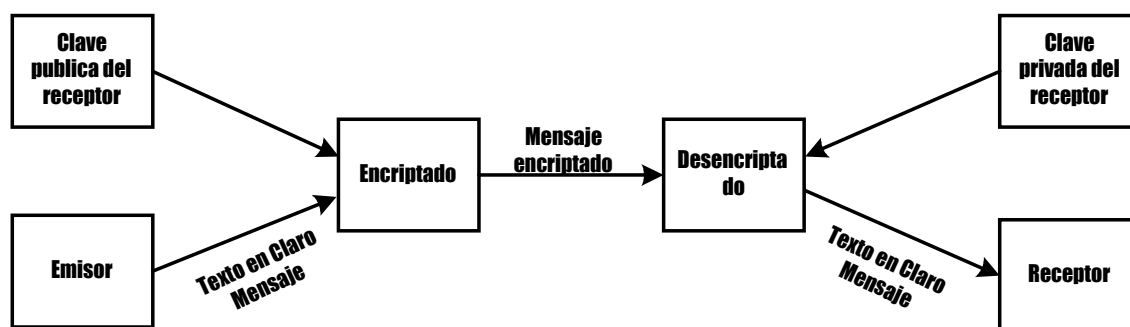 Clave
publica del
receptor
Clave
privada del
receptor
Encriptado
Mensaje
encriptado
Desencripta
do
Emisor
Texto en Claro
Mensaje
Texto en Claro
Mensaje
Receptor